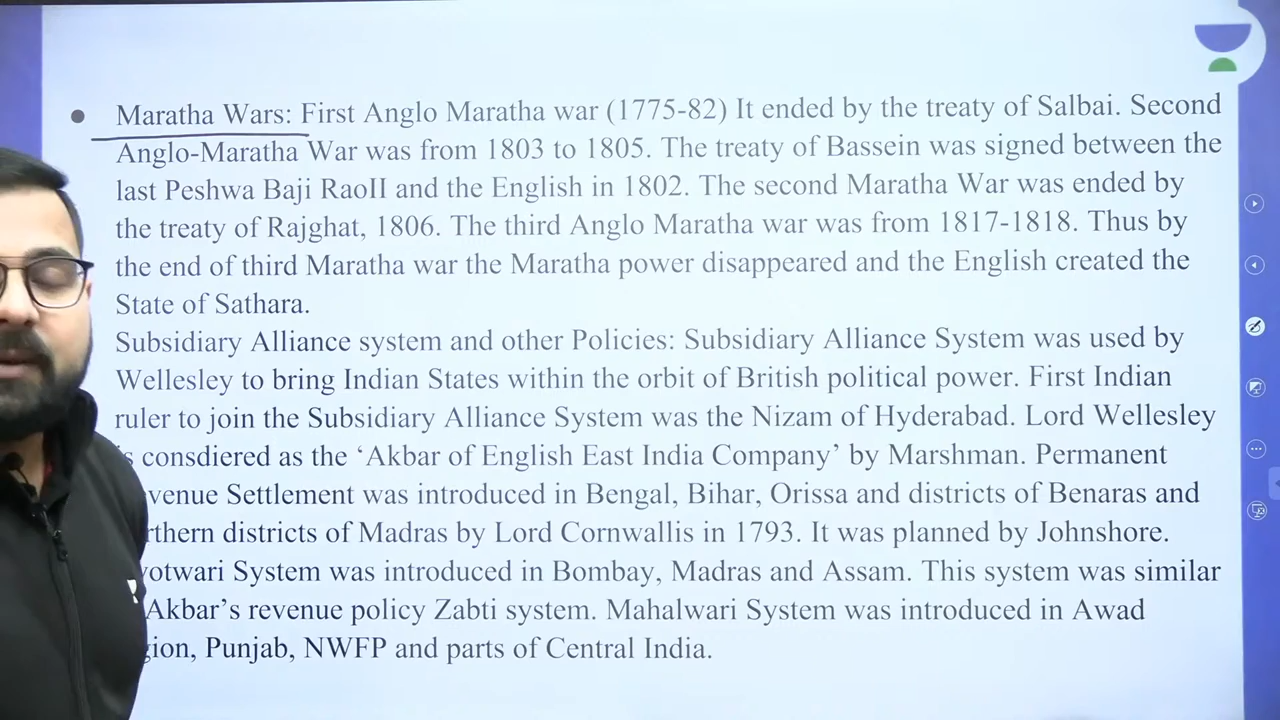 Maratha Wars: First Anglo Maratha war (1775-82) It ended by the treaty of Salbai. Second
Anglo-Maratha War was from 1803 to 1805. The treaty of Bassein was signed between the
last Peshwa Baji RaoII and the English in 1802. The second Maratha War was ended by
the treaty of Rajghat, 1806. The third Anglo Maratha war was from 1817-1818. Thus by
the end of third Maratha war the Maratha power disappeared and the English created the
State of Sathara.
Subsidiary Alliance system and other Policies: Subsidiary Alliance System was used by
Wellesley to bring Indian States within the orbit of British political power. First Indian
ruler to join the Subsidiary Alliance System was the Nizam of Hyderabad. Lord Wellesley
consdiered as the ‘Akbar of English East India Company’ by Marshman. Permanent
venue Settlement was introduced in Bengal, Bihar, Orissa and districts of Benaras and
rthern districts of Madras by Lord Cornwallis in 1793. It was planned by Johnshore.
yotwari System was introduced in Bombay, Madras and Assam. This system was similar
Akbar’s revenue policy Zabti system. Mahalwari System was introduced in Awad
gion, Punjab, NWFP and parts of Central India.